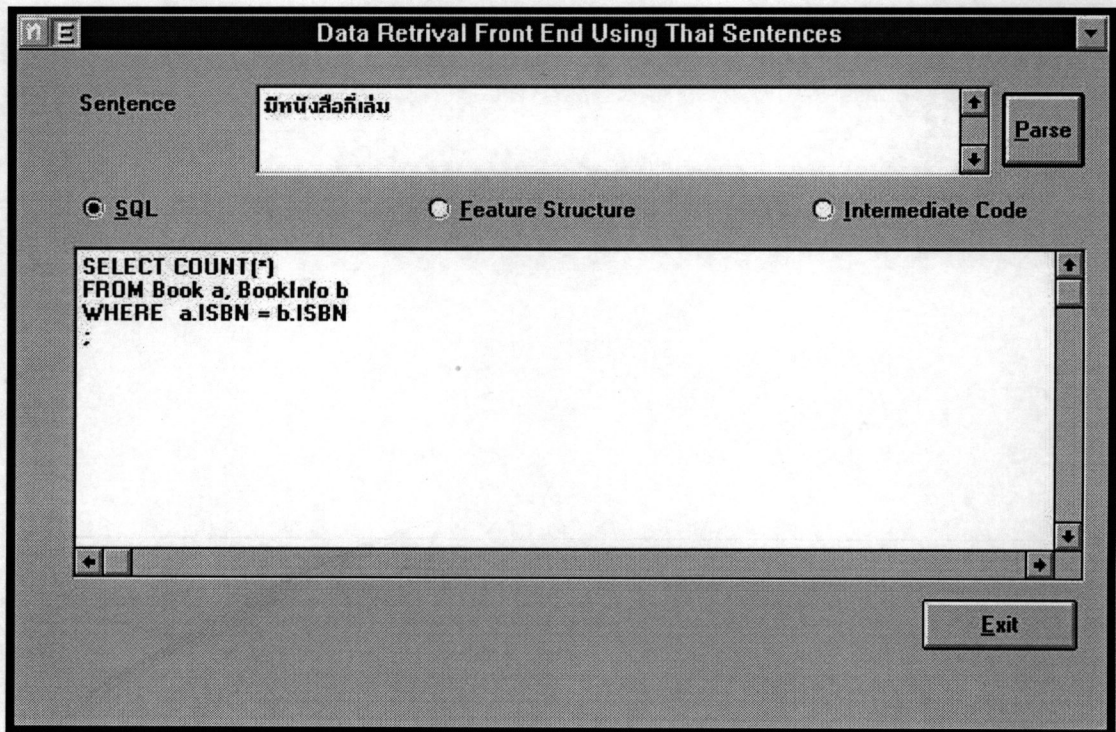 ก E Data Retrival Front End Using Thai Sentences
Sentence
มีหนังสือกี่เล่ม
Parse
SQL Feature Structure Intermediate Code
SELECT COUNT(*)
FROM Book a, BookInfo b
WHERE a.ISBN = b.ISBN
;
Exit